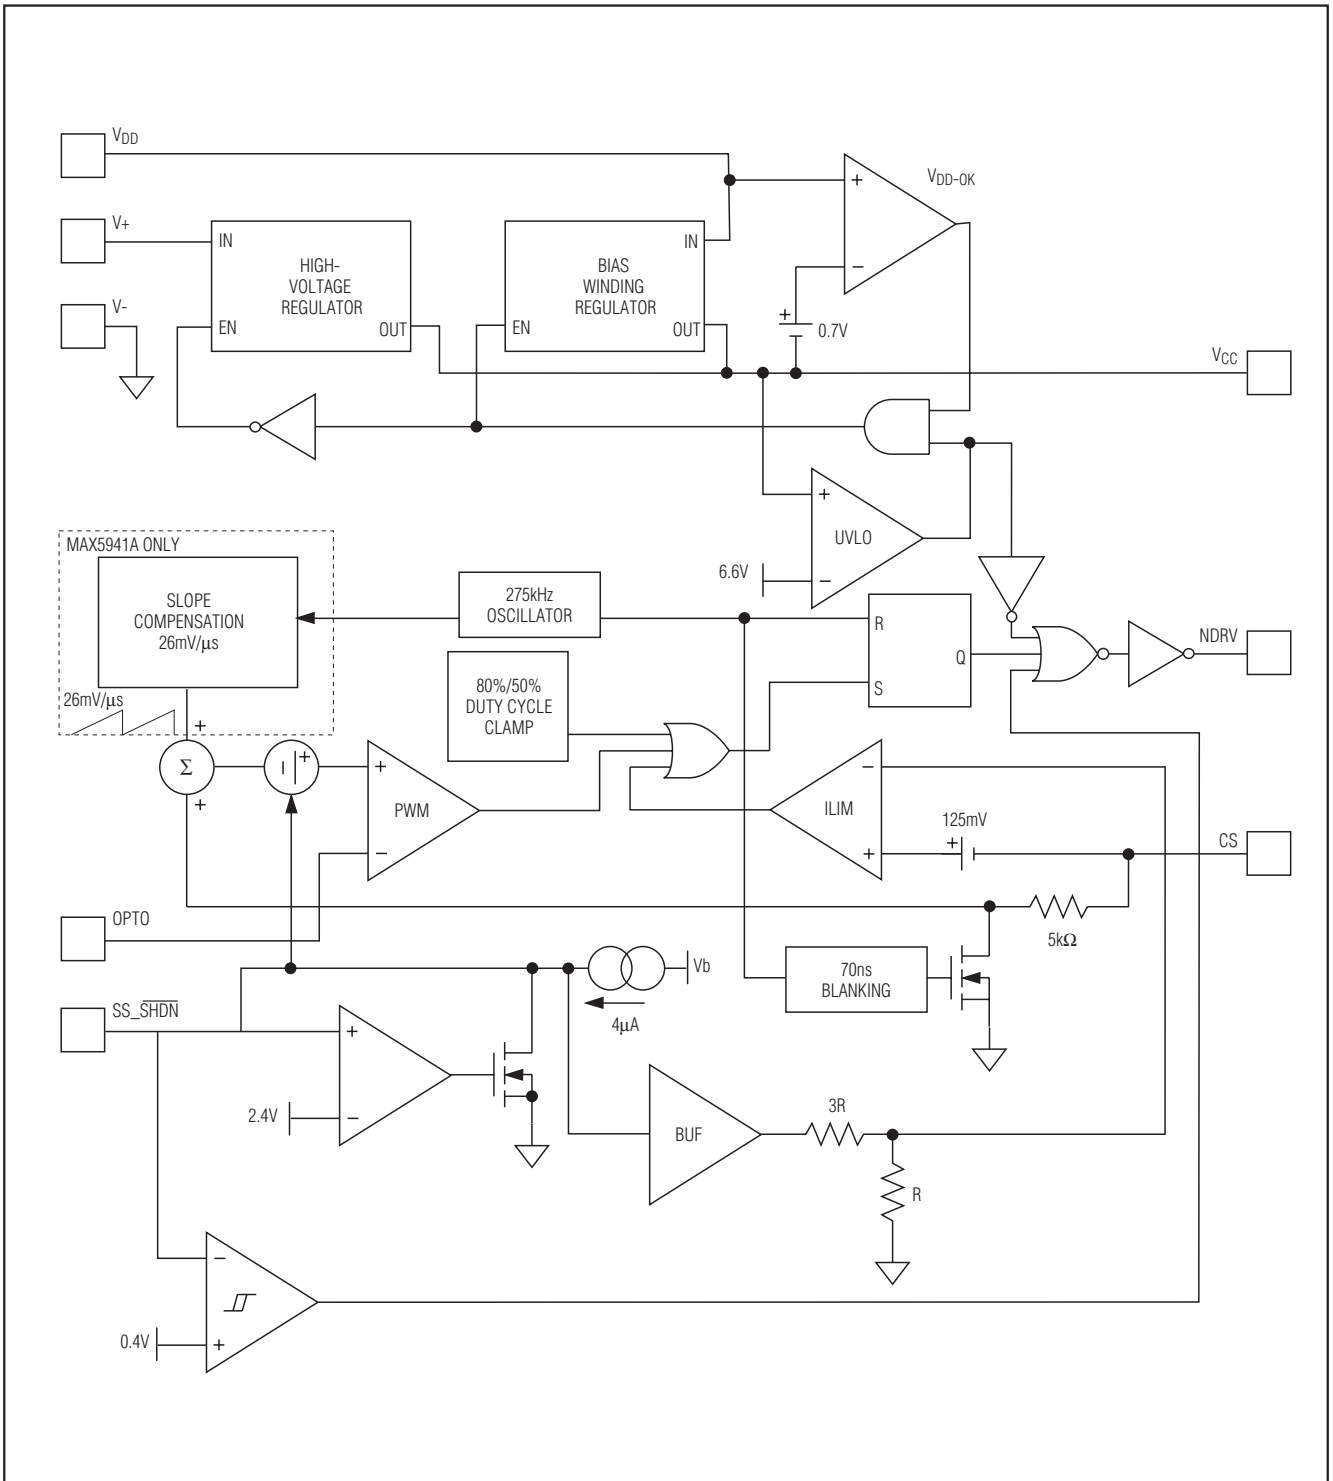 VDD
VDD-OK
V+
IN
HIGH-
VOLTAGE
REGULATOR
EN
OUT
IN
BIAS
WINDING
REGULATOR
EN
OUT
+
−
+
0.7V
V-
VCC
MAX5941A ONLY
SLOPE
COMPENSATION
26mV/μs
26mV/μs
+
275kHz
OSCILLATOR
+
UVLO
6.6V
−
R
Q
S
NDRV
80%/50%
DUTY CYCLE
CLAMP
Σ
+
+
+
PWM
−
−
ILIM
+
125mV
+
CS
OPTO
5kΩ
70ns
BLANKING
Vb
4μA
SS_SHDN
+
2.4V
−
BUF
3R
R
−
0.4V
+